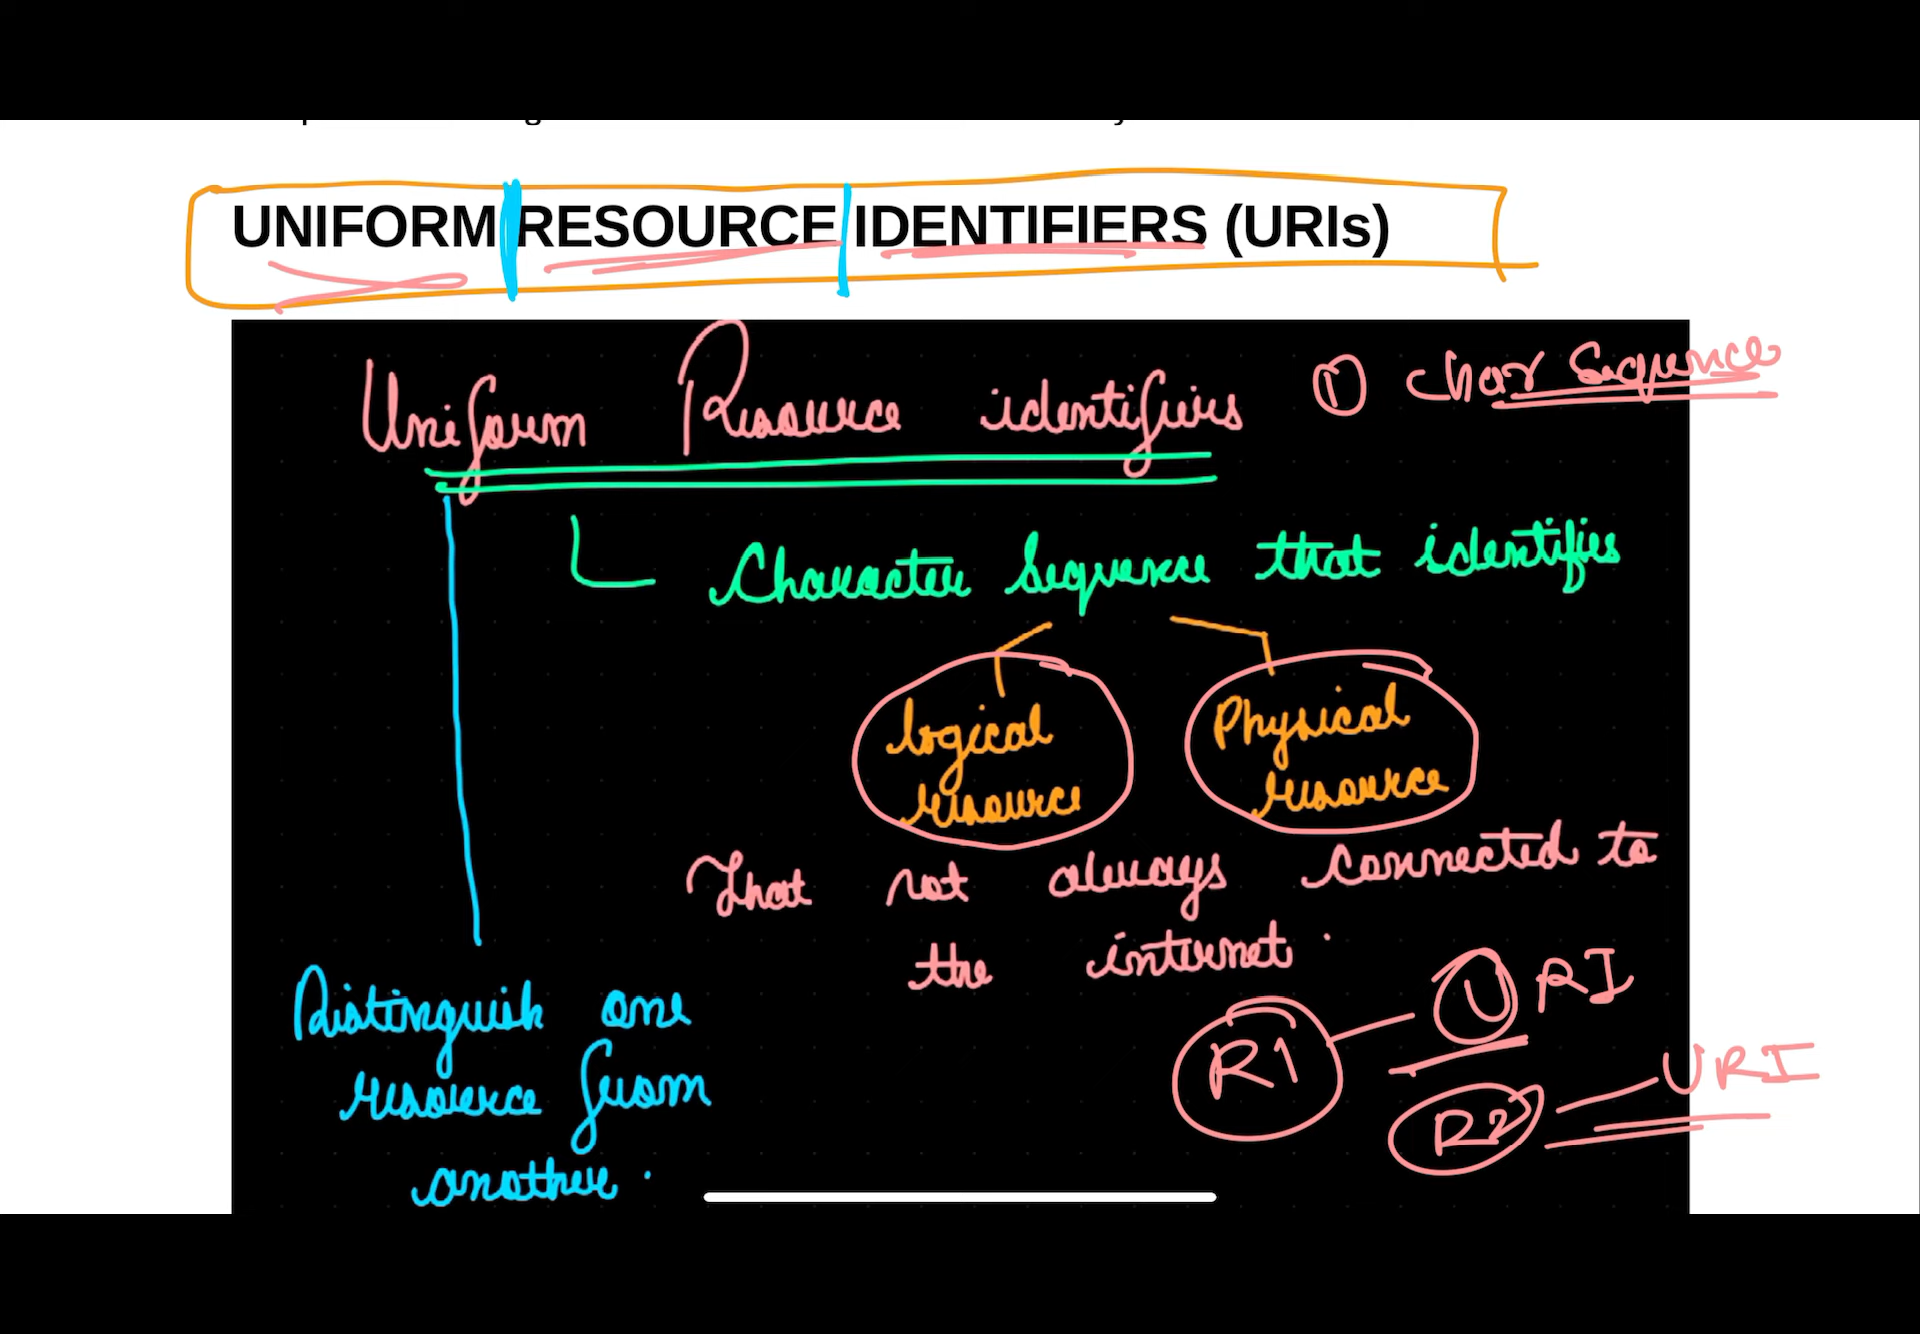 UNIFORM RESOURCE IDENTIFIERS (URIs)
Uniform Resource identifiers
① Char Sequence
Character Sequence that identifies
logical resource
Physical resource
That not always connected to
the internet.
Distinguish one
resource from
another.
R1 — URI
R2 — URI